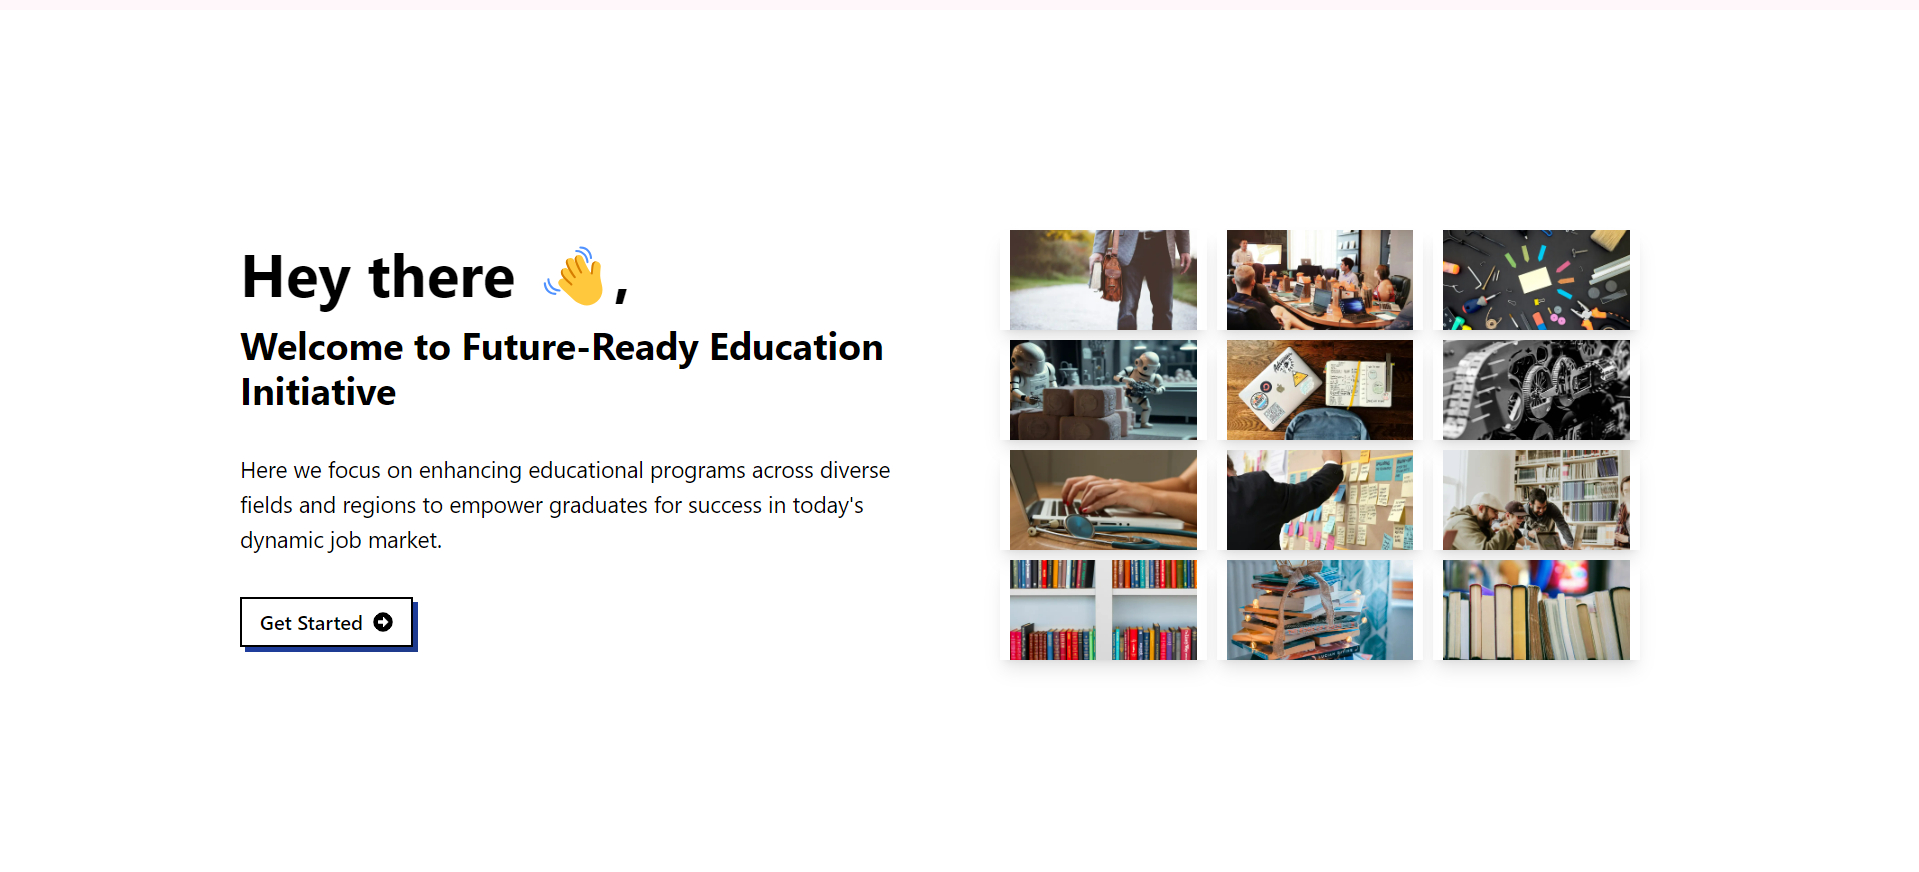 Hey there 👋,
Welcome to Future-Ready Education
Initiative
Here we focus on enhancing educational programs across diverse
fields and regions to empower graduates for success in today's
dynamic job market.
Get Started